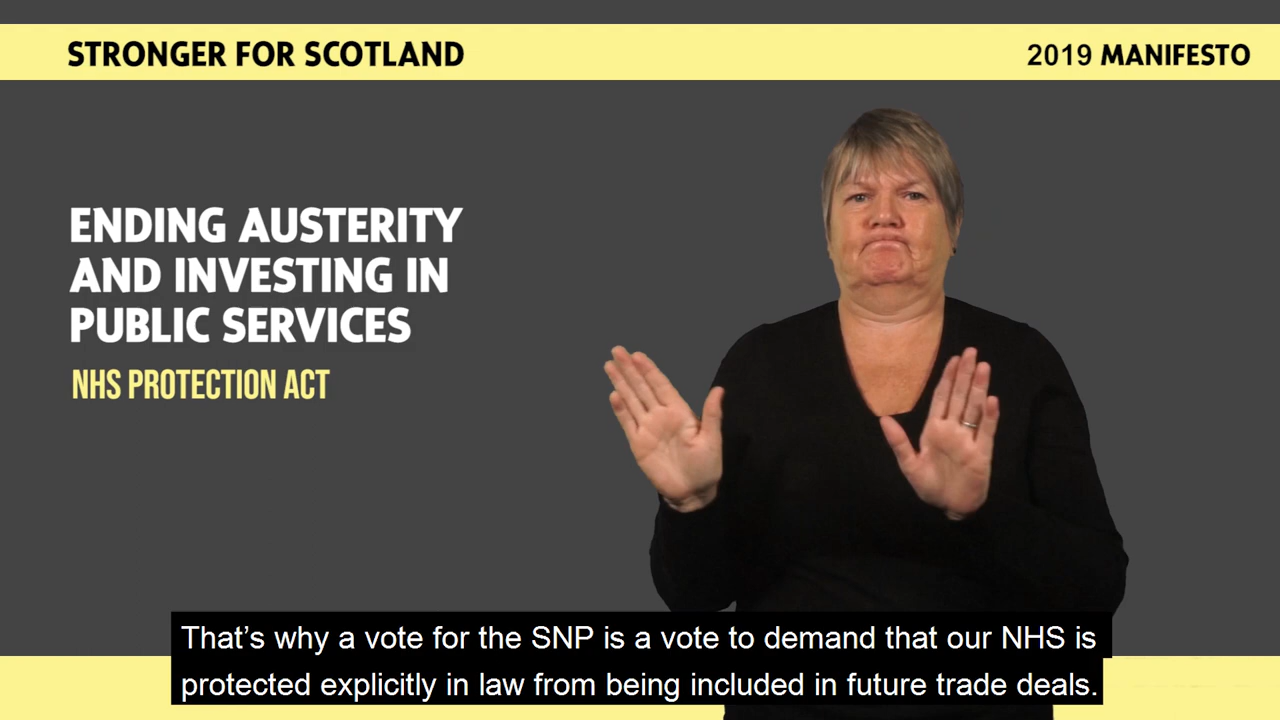 STRONGER FOR SCOTLAND
2019 MANIFESTO
ENDING AUSTERITY
AND INVESTING IN
PUBLIC SERVICES
NHS PROTECTION ACT
That’s why a vote for the SNP is a vote to demand that our NHS is
protected explicitly in law from being included in future trade deals.